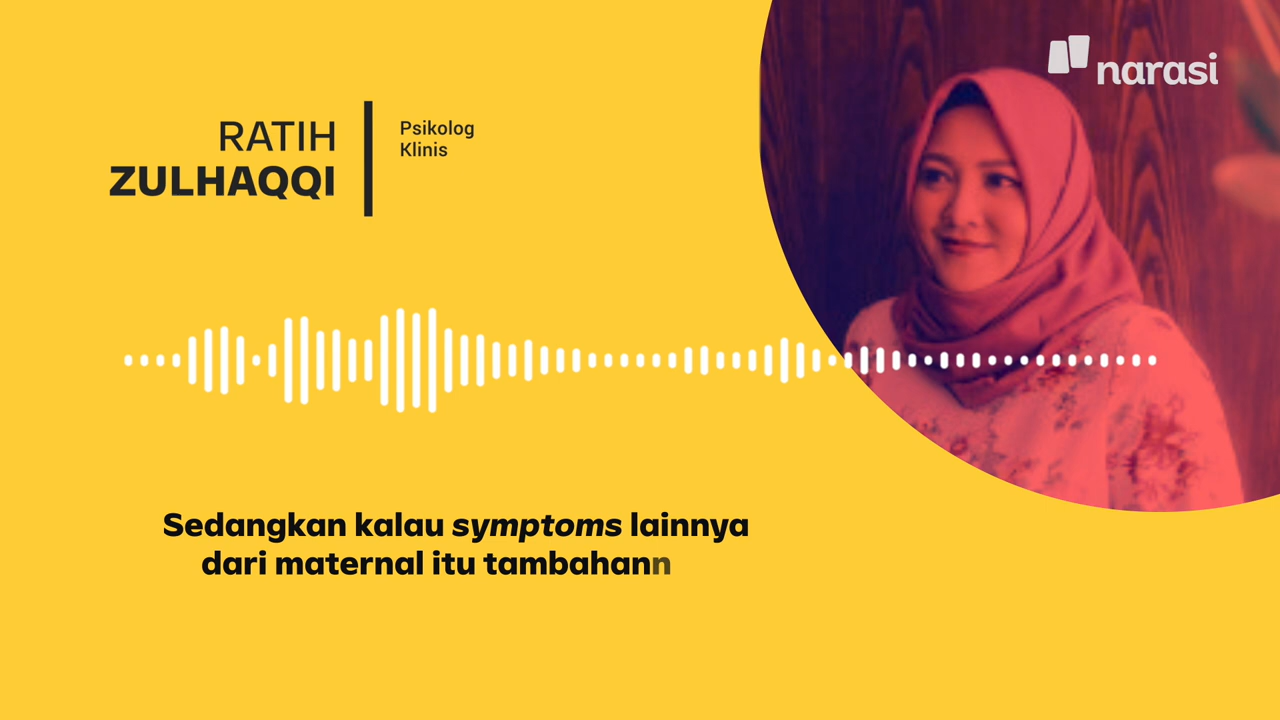 narasi
RATIH
ZULHAQQI
Psikolog
Klinis
Sedangkan kalau symptoms lainnya
dari maternal itu tambahann